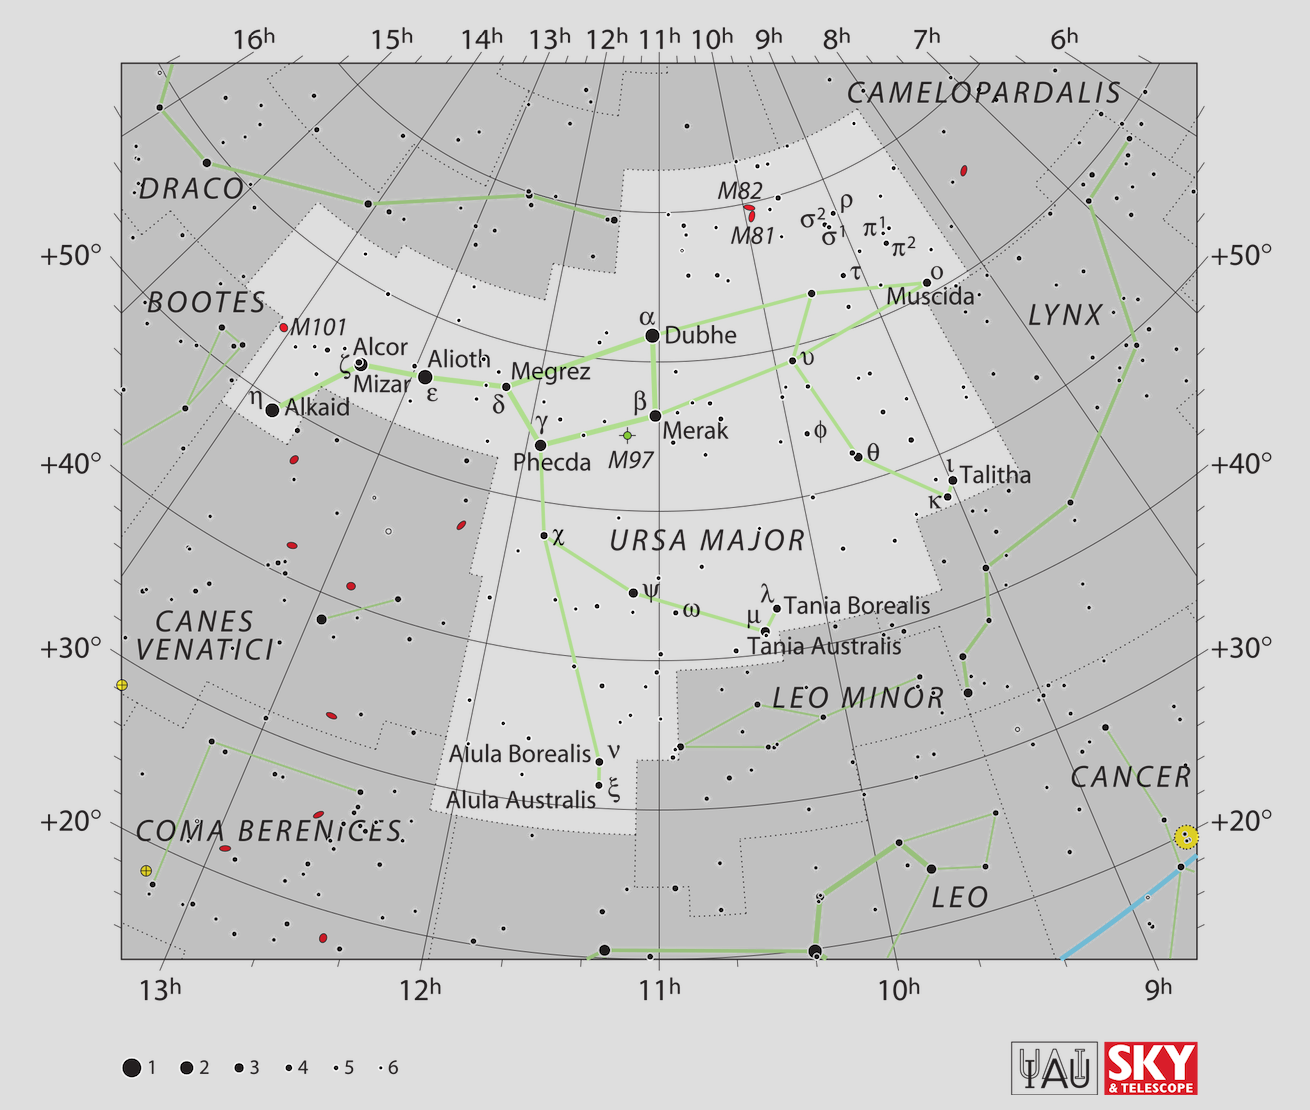 16h 15h 14h 13h 12h 11h 10h 9h 8h 7h 6h
CAMELOPARDALIS
DRACO
M82
ρ
σ2 σ1
π1
π2
M81
+50° +50°
τ
ο
BOOTES
Muscida
LYNX
M101
α
Dubhe
Alcor
ζ
Alioth
υ
Mizar
ε
Megrez
δ
η Alkaid
β
γ
Merak
φ
Phecda
M97
θ
+40° +40°
ι Talitha
κ
χ
URSA MAJOR
ψ
λ
Tania Borealis
ω
μ
CANES
VENATICI
Tania Australis
+30° +30°
LEO MINOR
Alula Borealis ν
CANCER
Alula Australis ξ
+20° +20°
COMA BERENICES
LEO
13h 12h 11h 10h 9h
1 2 3 4 5 6
IAU
SKY
& TELESCOPE